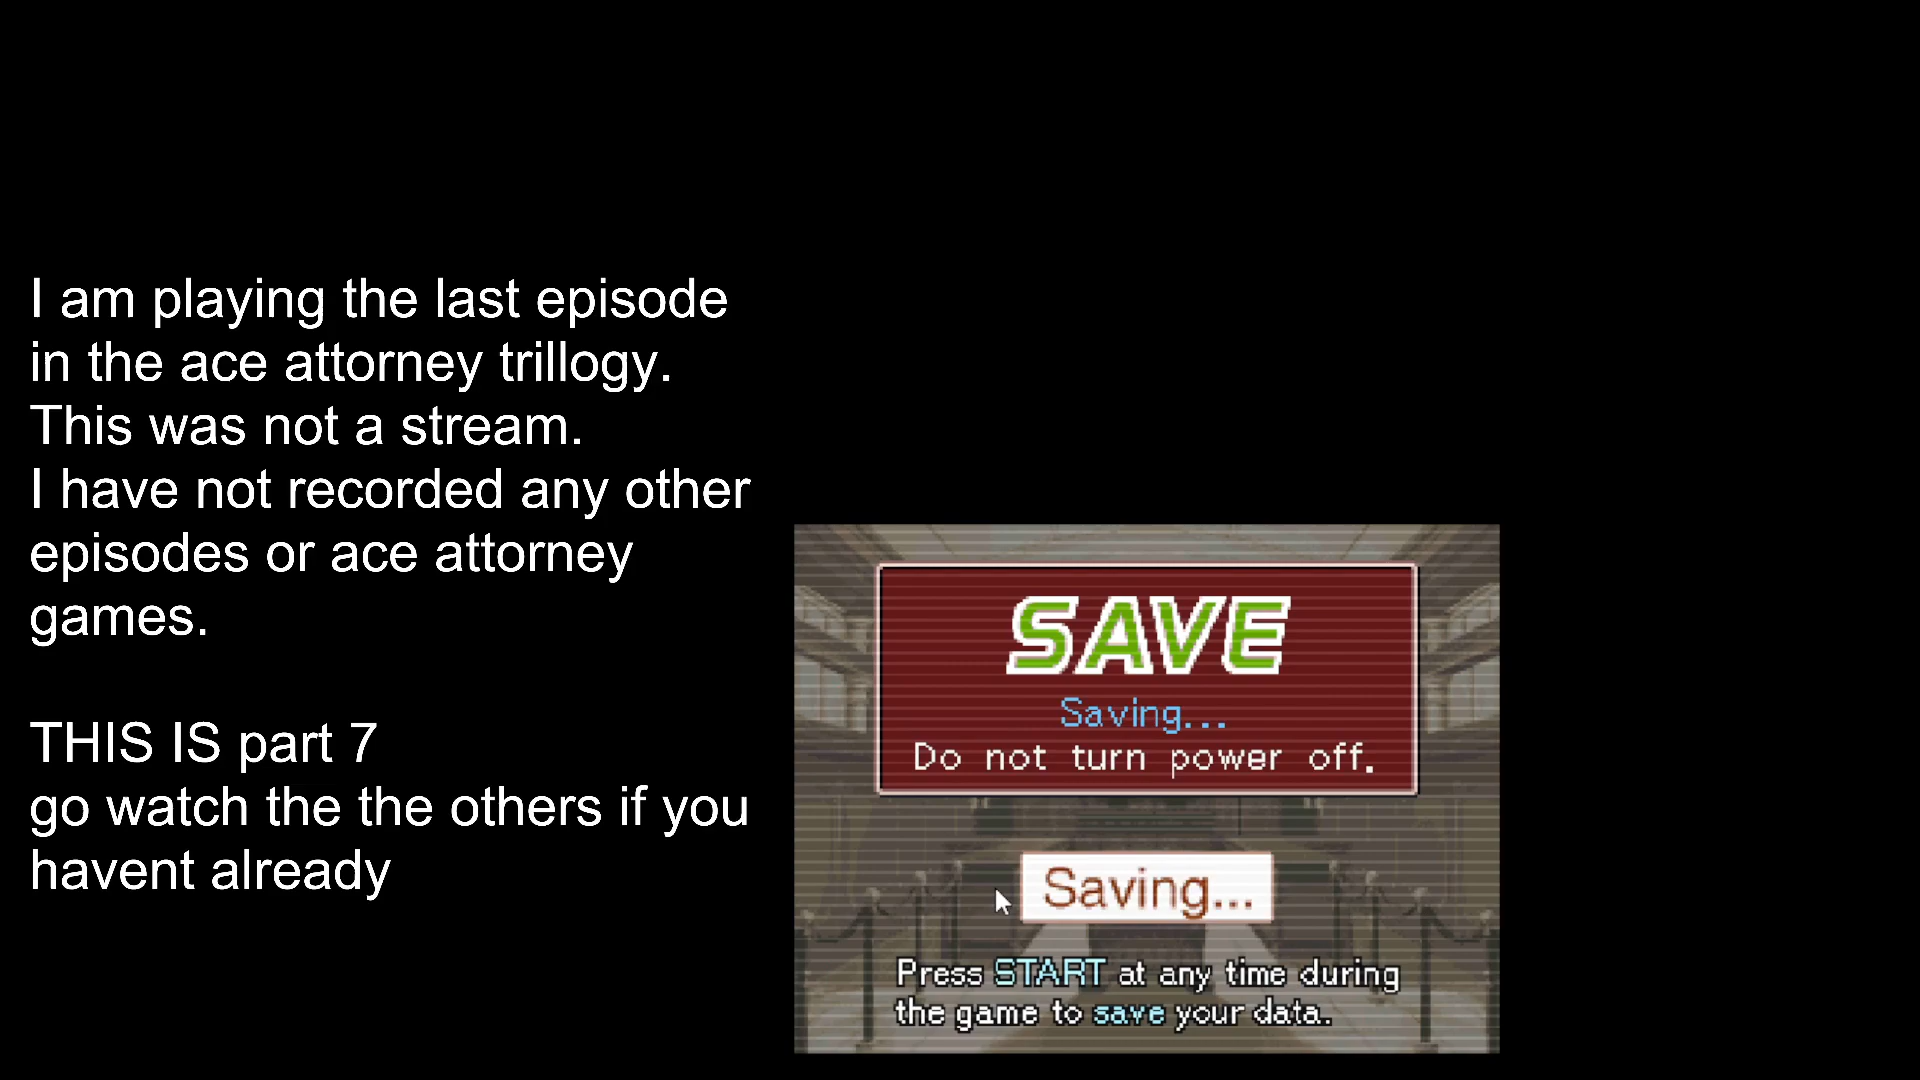 I am playing the last episode
in the ace attorney trillogy.
This was not a stream.
I have not recorded any other
episodes or ace attorney
games.
THIS IS part 7
go watch the the others if you
havent already
SAVE
Saving...
Do not turn power off.
Saving...
Press START at any time during
the game to save your data.